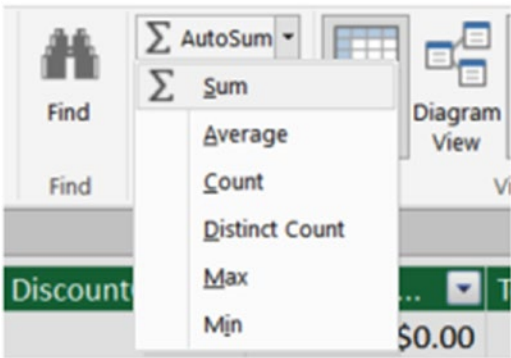 AutoSum
Find
Sum
Average
Count
Distinct Count
Max
Min
Diagram
View
Find
Discount
...
$0.00